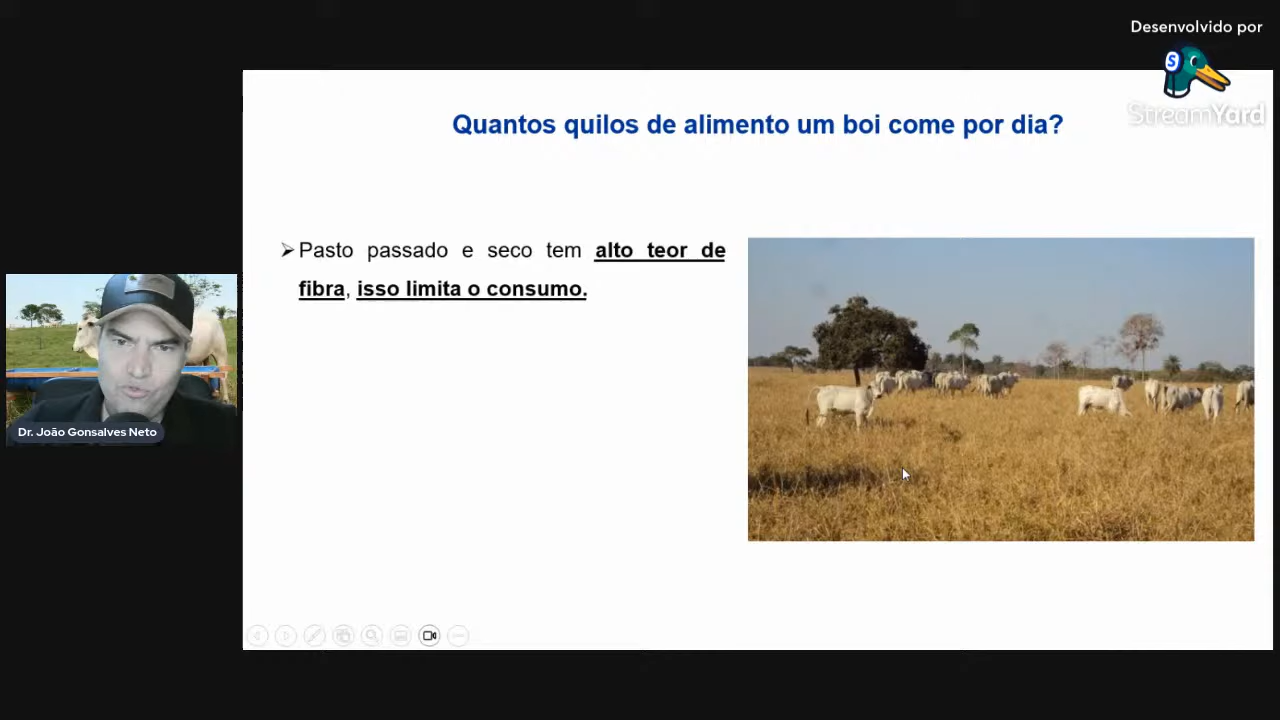 Desenvolvido por
S
StreamYard
Quantos quilos de alimento um boi come por dia?
➢Pasto passado e seco tem alto teor de
fibra, isso limita o consumo.
Dr. João Gonsalves Neto